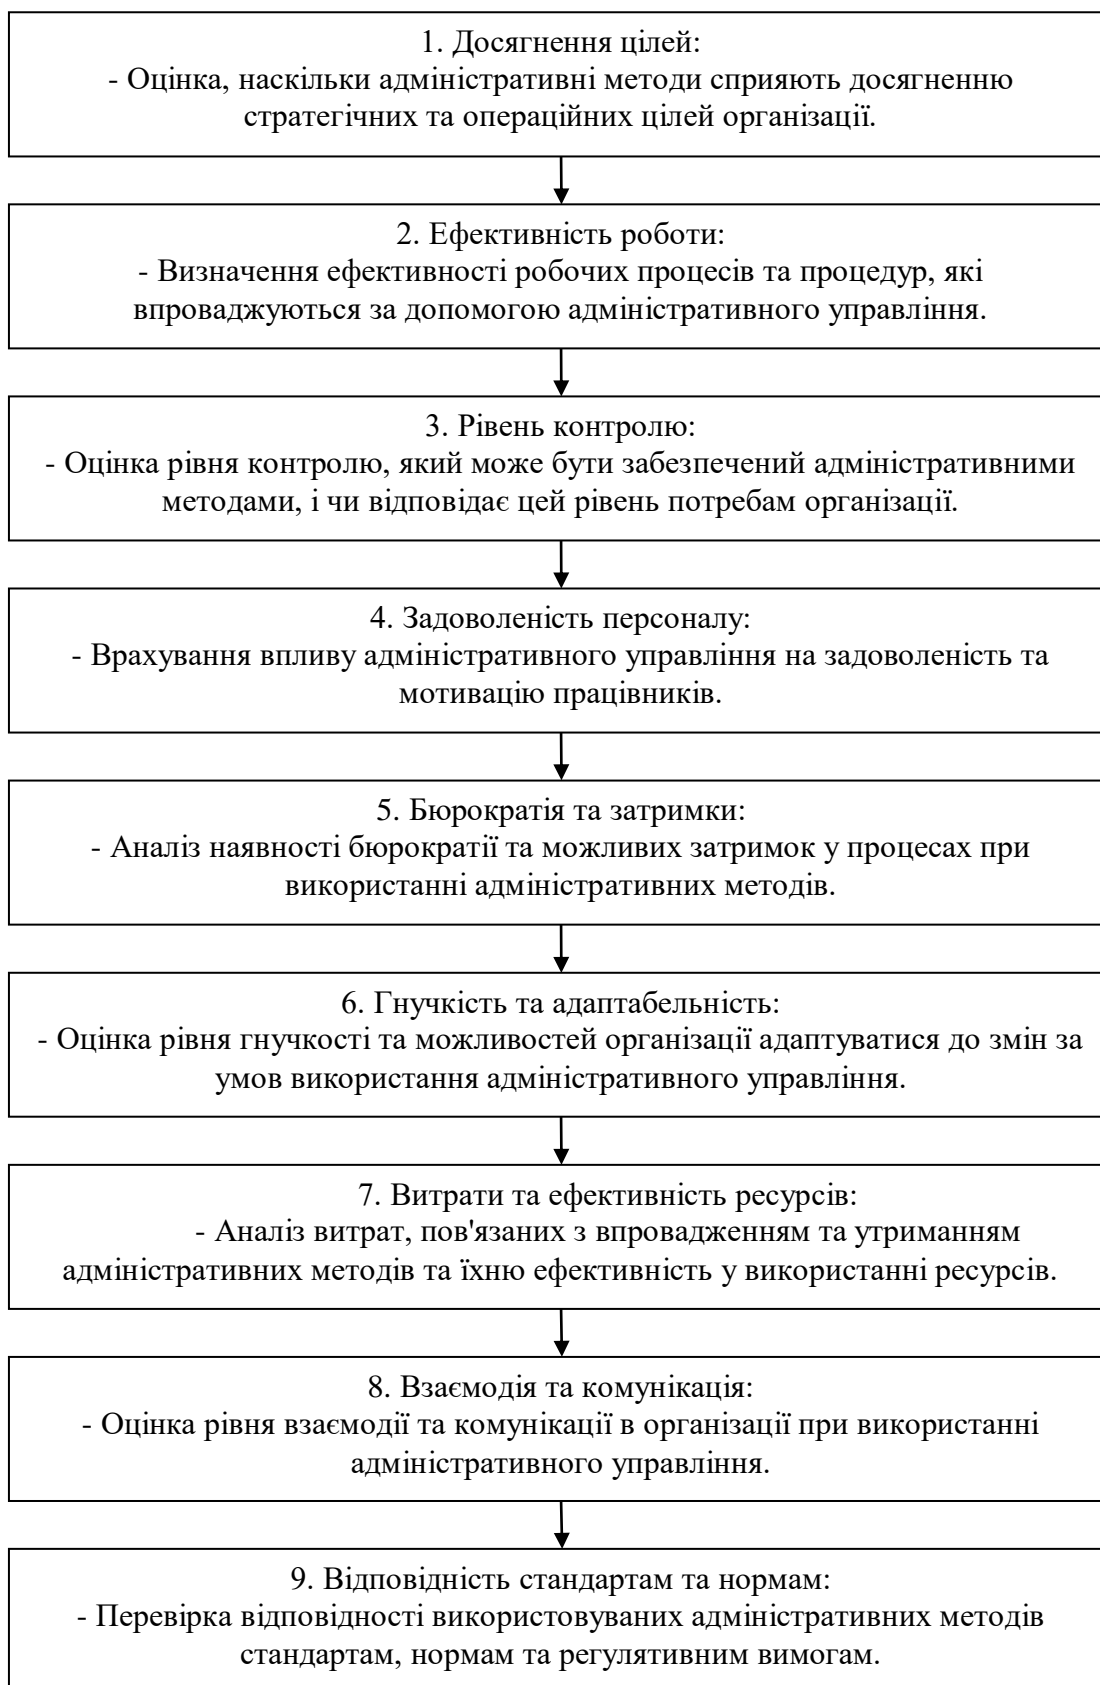 1. Досягнення цілей:
- Оцінка, наскільки адміністративні методи сприяють досягненню
стратегічних та операційних цілей організації.
2. Ефективність роботи:
- Визначення ефективності робочих процесів та процедур, які
впроваджуються за допомогою адміністративного управління.
3. Рівень контролю:
- Оцінка рівня контролю, який може бути забезпечений адміністративними
методами, і чи відповідає цей рівень потребам організації.
4. Задоволеність персоналу:
- Врахування впливу адміністративного управління на задоволеність та
мотивацію працівників.
5. Бюрократія та затримки:
- Аналіз наявності бюрократії та можливих затримок у процесах при
використанні адміністративних методів.
6. Гнучкість та адаптабельність:
- Оцінка рівня гнучкості та можливостей організації адаптуватися до змін за
умов використання адміністративного управління.
7. Витрати та ефективність ресурсів:
- Аналіз витрат, пов'язаних з впровадженням та утриманням
адміністративних методів та їхню ефективність у використанні ресурсів.
8. Взаємодія та комунікація:
- Оцінка рівня взаємодії та комунікації в організації при використанні
адміністративного управління.
9. Відповідність стандартам та нормам:
- Перевірка відповідності використовуваних адміністративних методів
стандартам, нормам та регулятивним вимогам.